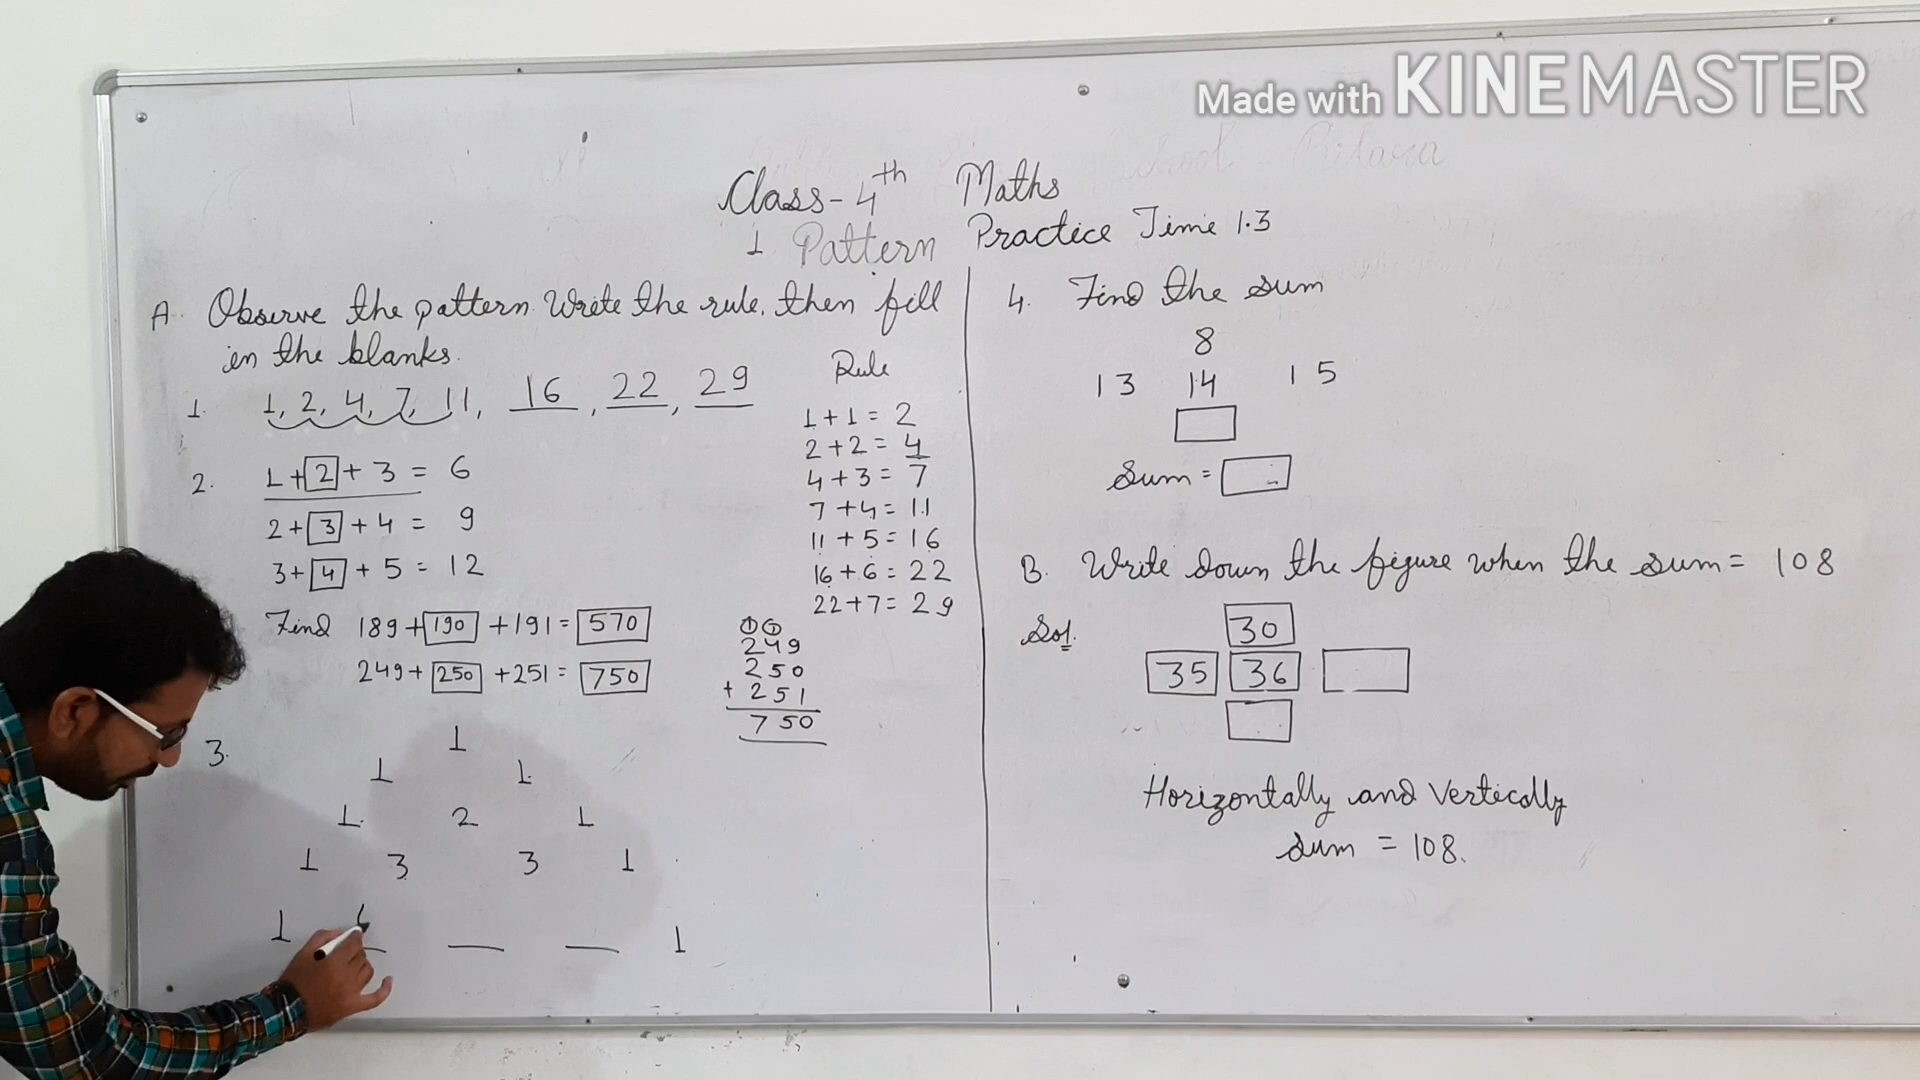 Made with KINEMASTER
Class-4th Maths
1 Pattern Practice Time 1.3
A. Observe the pattern. Write the rule, then fill
in the blanks.
Rule
1. 1, 2, 4, 7, 11, 16, 22, 29
1 + 1 = 2
2 + 2 = 4
4 + 3 = 7
7 + 4 = 11
11 + 5 = 16
16 + 6 = 22
22 + 7 = 29
2. 1 + 2 + 3 = 6
2 + 3 + 4 = 9
3 + 4 + 5 = 12
Find 189 + 190 + 191 = 570
249 + 250 + 251 = 750
1 1
249
250
+ 251
750
3.
1
1 1
1 2 1
1 3 3 1
1 __ __ __ 1
4. Find the sum
8
13 14 15
Sum =
B. Write down the figure when the sum = 108
Sol.
30
35 36
Horizontally and Vertically
sum = 108.